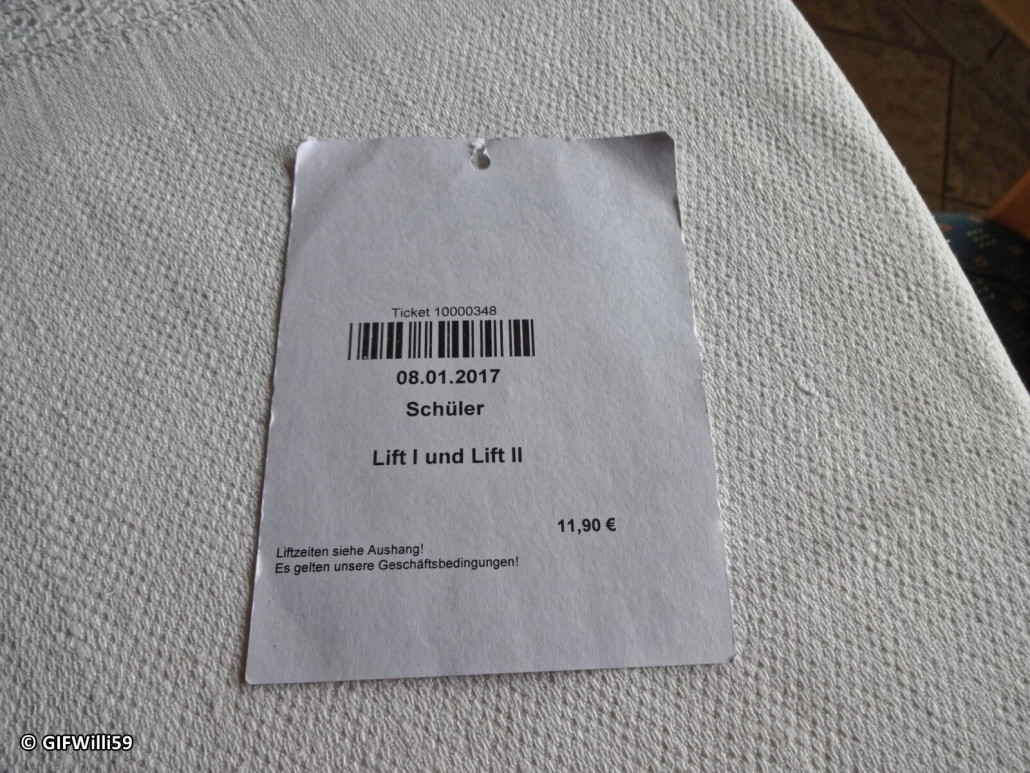 Ticket 10000348
08.01.2017
Schüler
Lift I und Lift II
11,90 €
Liftzeiten siehe Aushang!
Es gelten unsere Geschäftsbedingungen!
© GIFWilli59